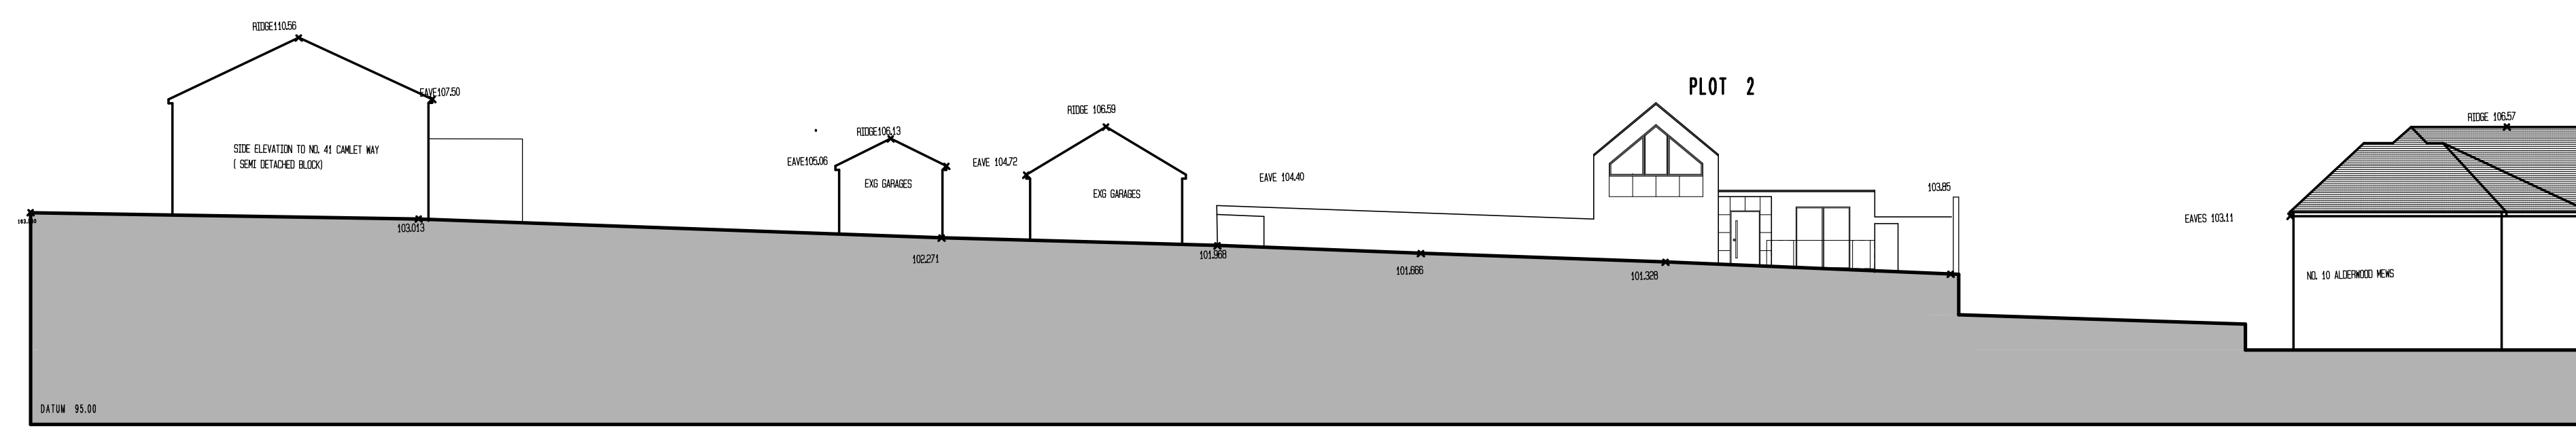 RIDGE110.56
EAVE107.50
SIDE ELEVATION TO NO. 41 CAMLET WAY
( SEMI DETACHED BLOCK)
103.013
RIDGE106.13
EAVE105.06
EXG GARAGES
102.271
RIDGE 106.59
EAVE 104.72
EXG GARAGES
EAVE 104.40
101.968
101.666
101.328
PLOT 2
103.85
RIDGE 106.57
EAVES 103.11
NO. 10 ALDERWOOD MEWS
DATUM 95.00